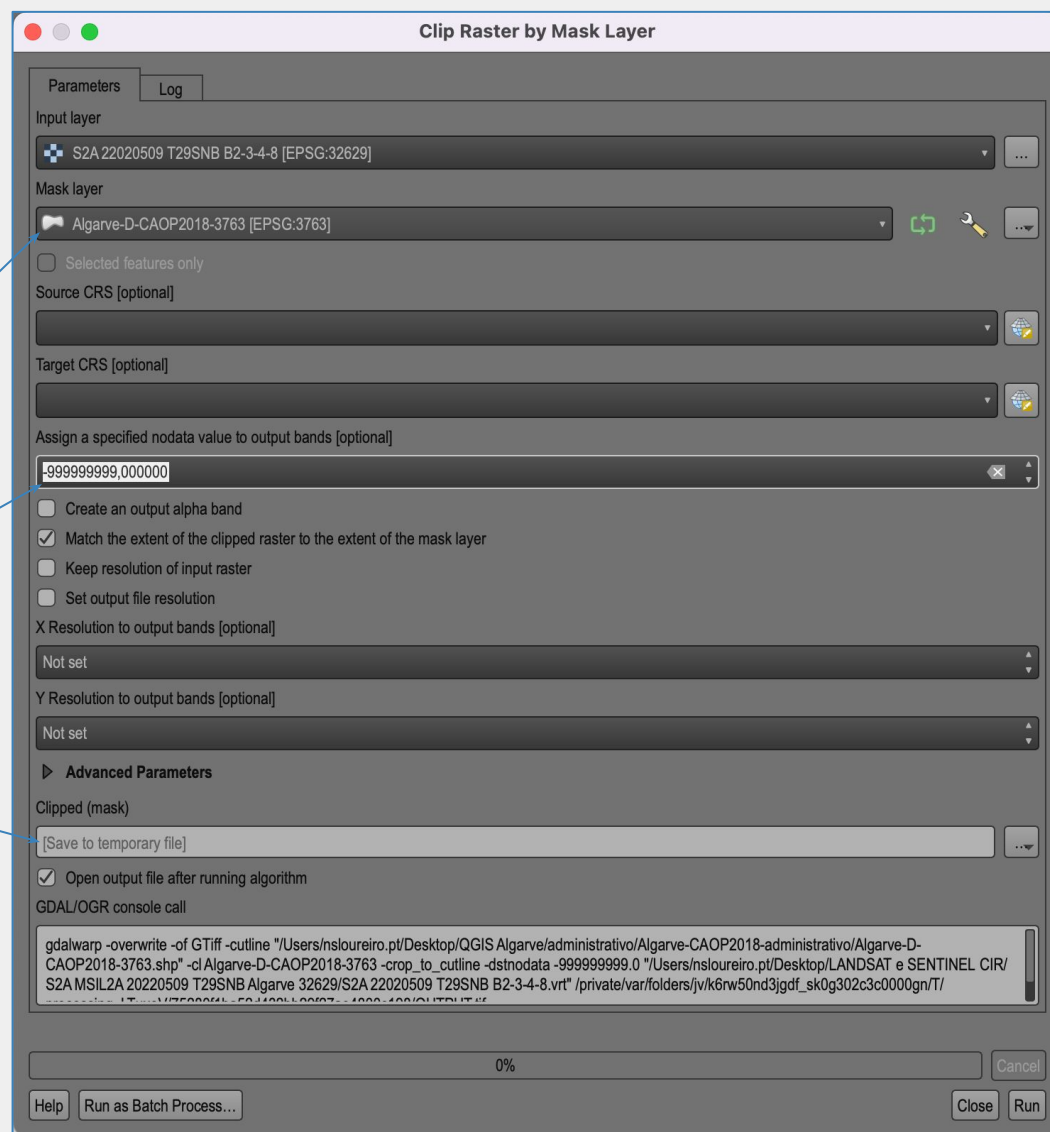 Clip Raster by Mask Layer
Parameters
Log
Input layer
S2A 22020509 T29SNB B2-3-4-8 [EPSG:32629]
...
Mask layer
Algarve-D-CAOP2018-3763 [EPSG:3763]
...
Selected features only
Source CRS [optional]
Target CRS [optional]
Assign a specified nodata value to output bands [optional]
-999999999,000000
Create an output alpha band
Match the extent of the clipped raster to the extent of the mask layer
Keep resolution of input raster
Set output file resolution
X Resolution to output bands [optional]
Not set
Y Resolution to output bands [optional]
Not set
Advanced Parameters
Clipped (mask)
[Save to temporary file]
...
Open output file after running algorithm
GDAL/OGR console call
gdalwarp -overwrite -of GTiff -cutline "/Users/nsloureiro.pt/Desktop/QGIS Algarve/administrativo/Algarve-CAOP2018-administrativo/Algarve-D-
CAOP2018-3763.shp" -cl Algarve-D-CAOP2018-3763 -crop_to_cutline -dstnodata -999999999.0 "/Users/nsloureiro.pt/Desktop/LANDSAT e SENTINEL CIR/
S2A MSIL2A 20220509 T29SNB Algarve 32629/S2A 22020509 T29SNB B2-3-4-8.vrt" /private/var/folders/jv/k6rw50nd3jgdf_sk0g302c3c0000gn/T/
0%
Cancel
Help
Run as Batch Process...
Close
Run